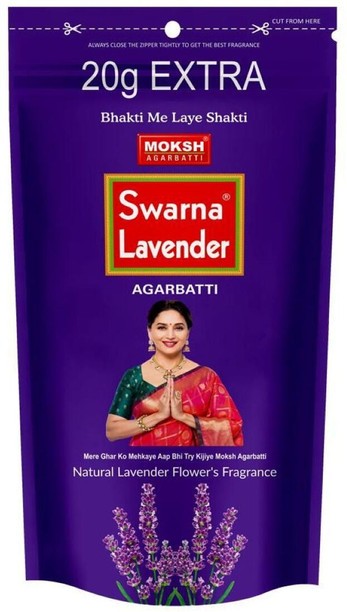 CUT FROM HERE
ALWAYS CLOSE THE ZIPPER TIGHTLY TO GET THE BEST FRAGRANCE
20g EXTRA
Bhakti Me Laye Shakti
MOKSH®
AGARBATTI
Swarna®
Lavender
AGARBATTI
Mere Ghar Ko Mehkaye Aap Bhi Try Kijiye Moksh Agarbatti
Natural Lavender Flower's Fragrance